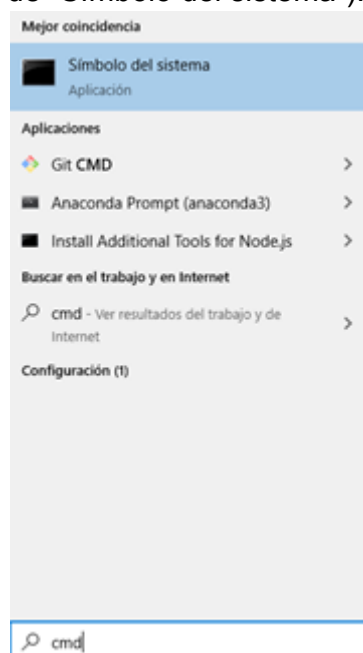 de "Símbolo del sistema").
Mejor coincidencia
Símbolo del sistema
Aplicación
Aplicaciones
Git CMD
Anaconda Prompt (anaconda3)
Install Additional Tools for Node.js
Buscar en el trabajo y en Internet
cmd - Ver resultados del trabajo y de
Internet
Configuración (1)
cmd